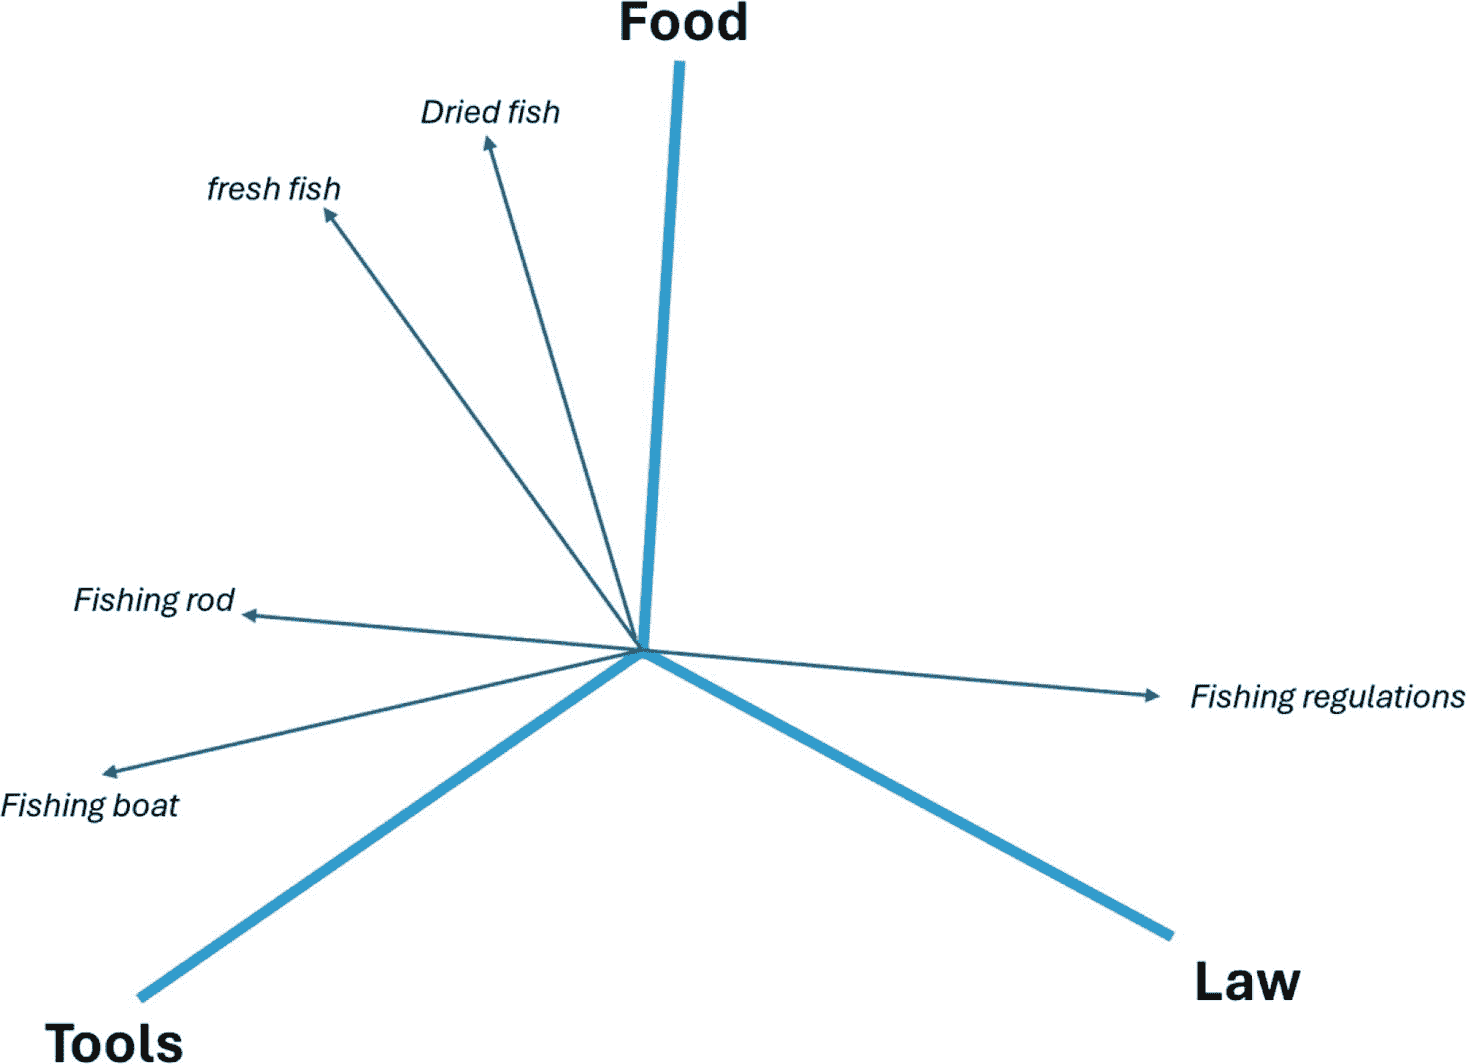 Food
Dried fish
fresh fish
Fishing rod
Fishing regulations
Fishing boat
Law
Tools